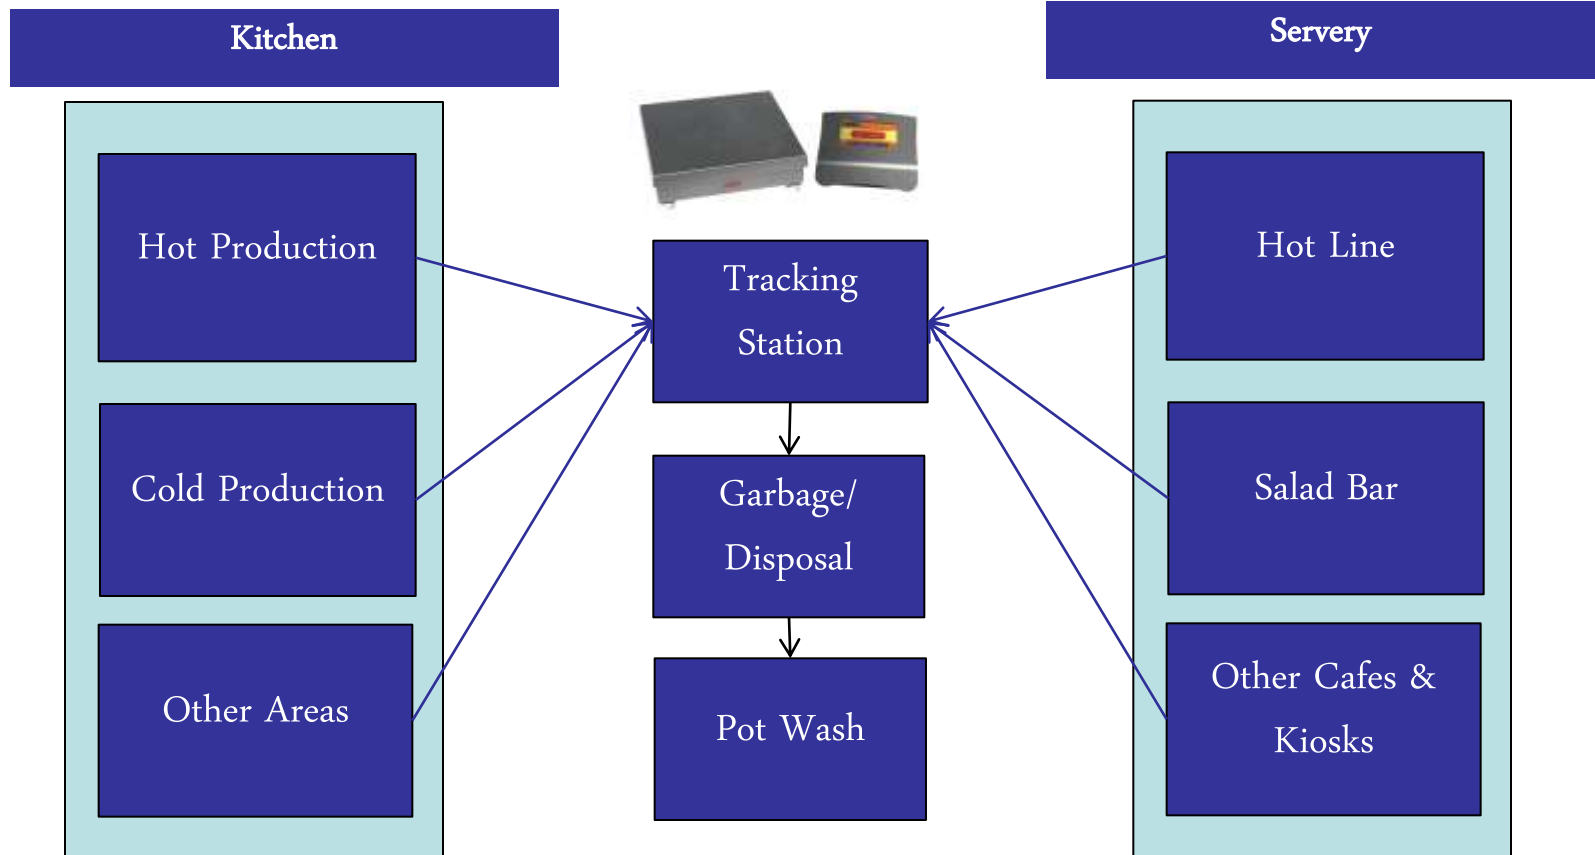 Kitchen
Servery
Hot Production
Cold Production
Other Areas
Tracking
Station
Garbage/
Disposal
Pot Wash
Hot Line
Salad Bar
Other Cafes &
Kiosks